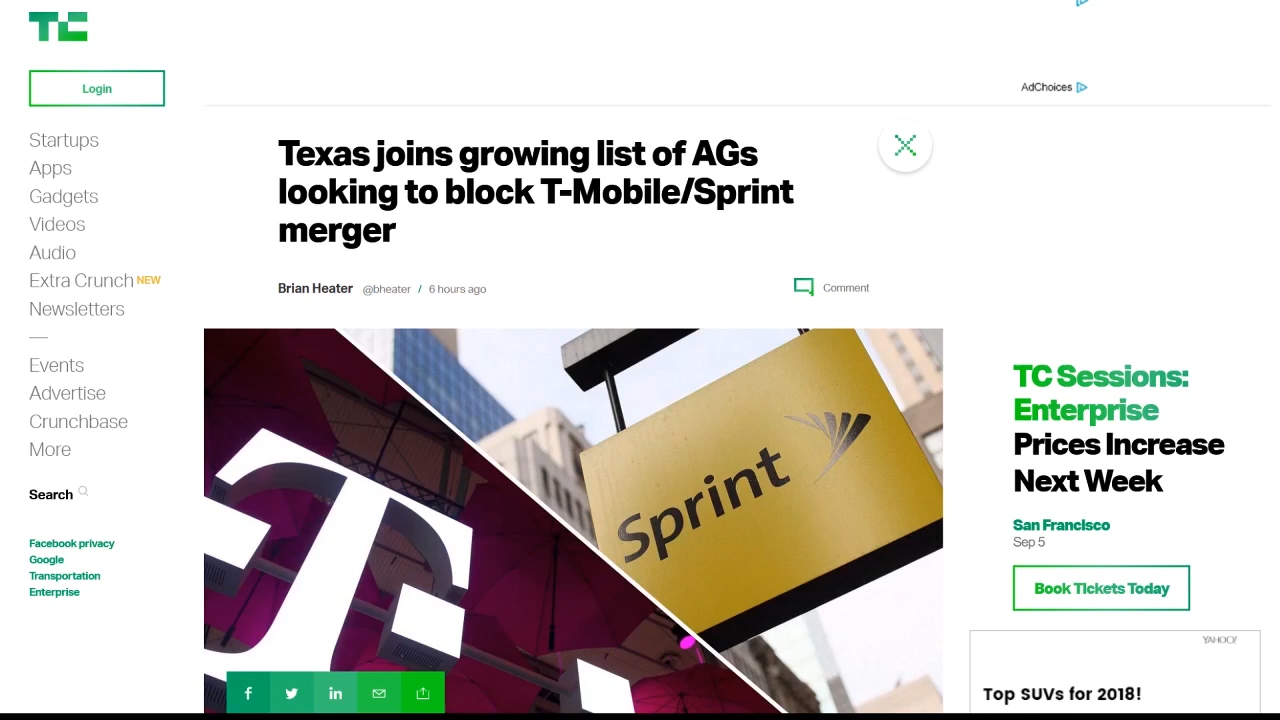 TC
Login
Startups
Apps
Gadgets
Videos
Audio
Extra Crunch NEW
Newsletters
—
Events
Advertise
Crunchbase
More
Search
Facebook privacy
Google
Transportation
Enterprise
AdChoices
Texas joins growing list of AGs
looking to block T-Mobile/Sprint
merger
Brian Heater @bheater / 6 hours ago
Comment
T
Sprint
TC Sessions:
Enterprise
Prices Increase
Next Week
San Francisco
Sep 5
Book Tickets Today
YAHOO!
Top SUVs for 2018!